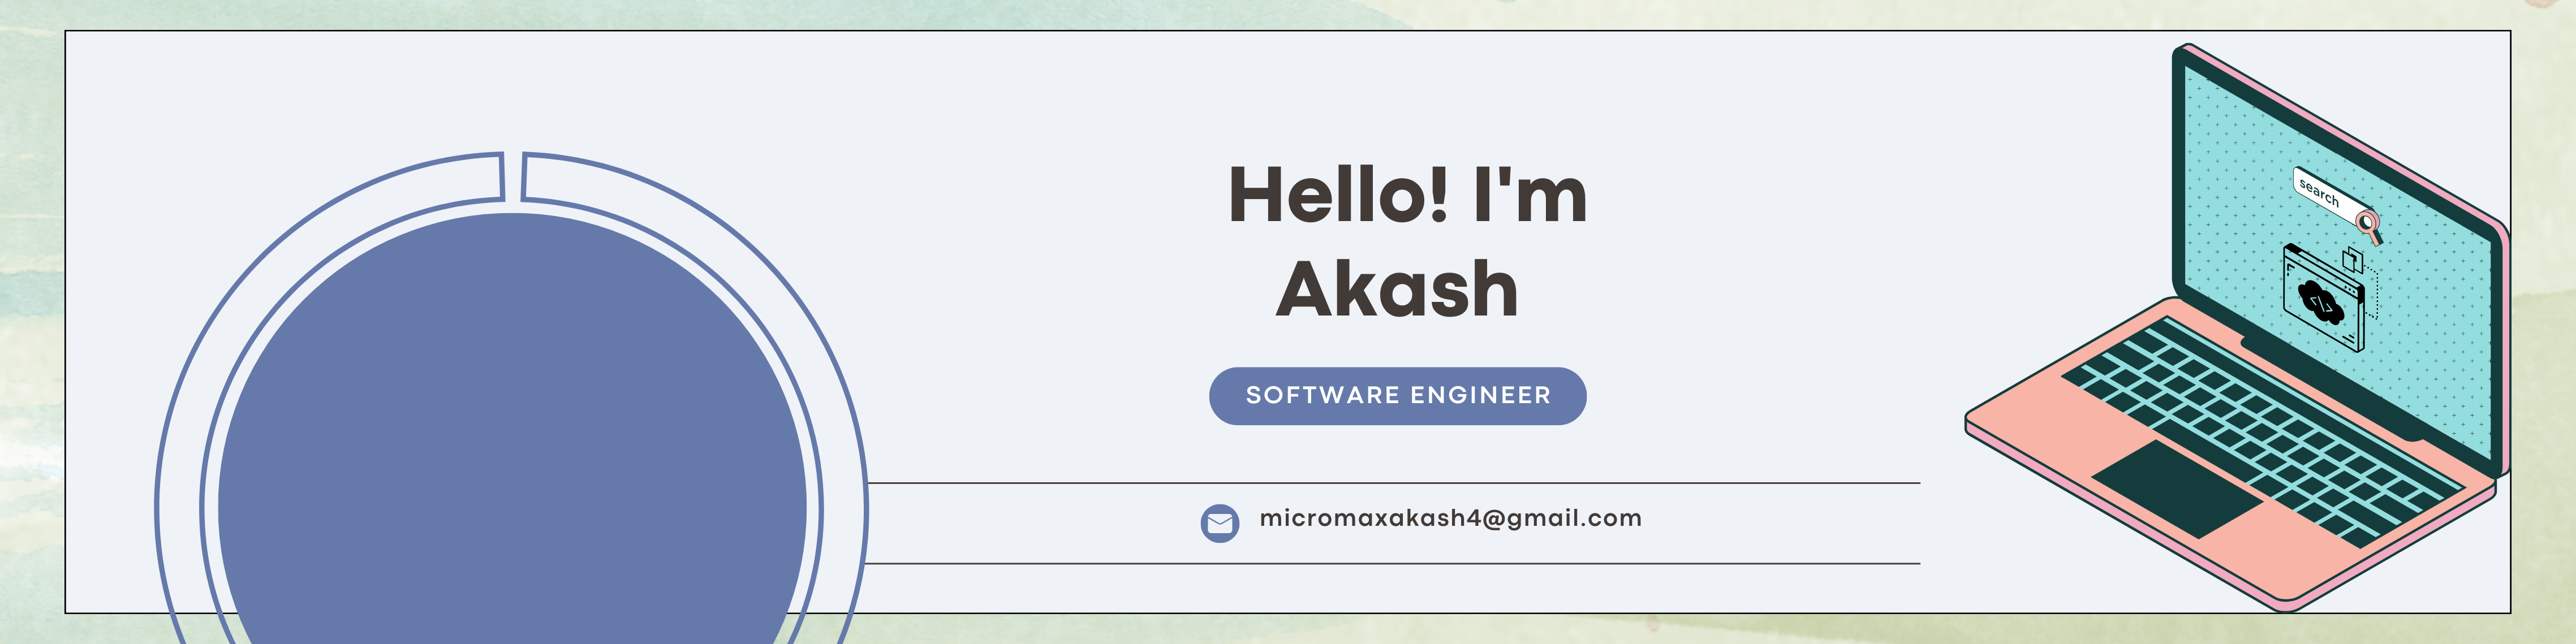 Hello! I'm
Akash
SOFTWARE ENGINEER
micromaxakash4@gmail.com
search
</>